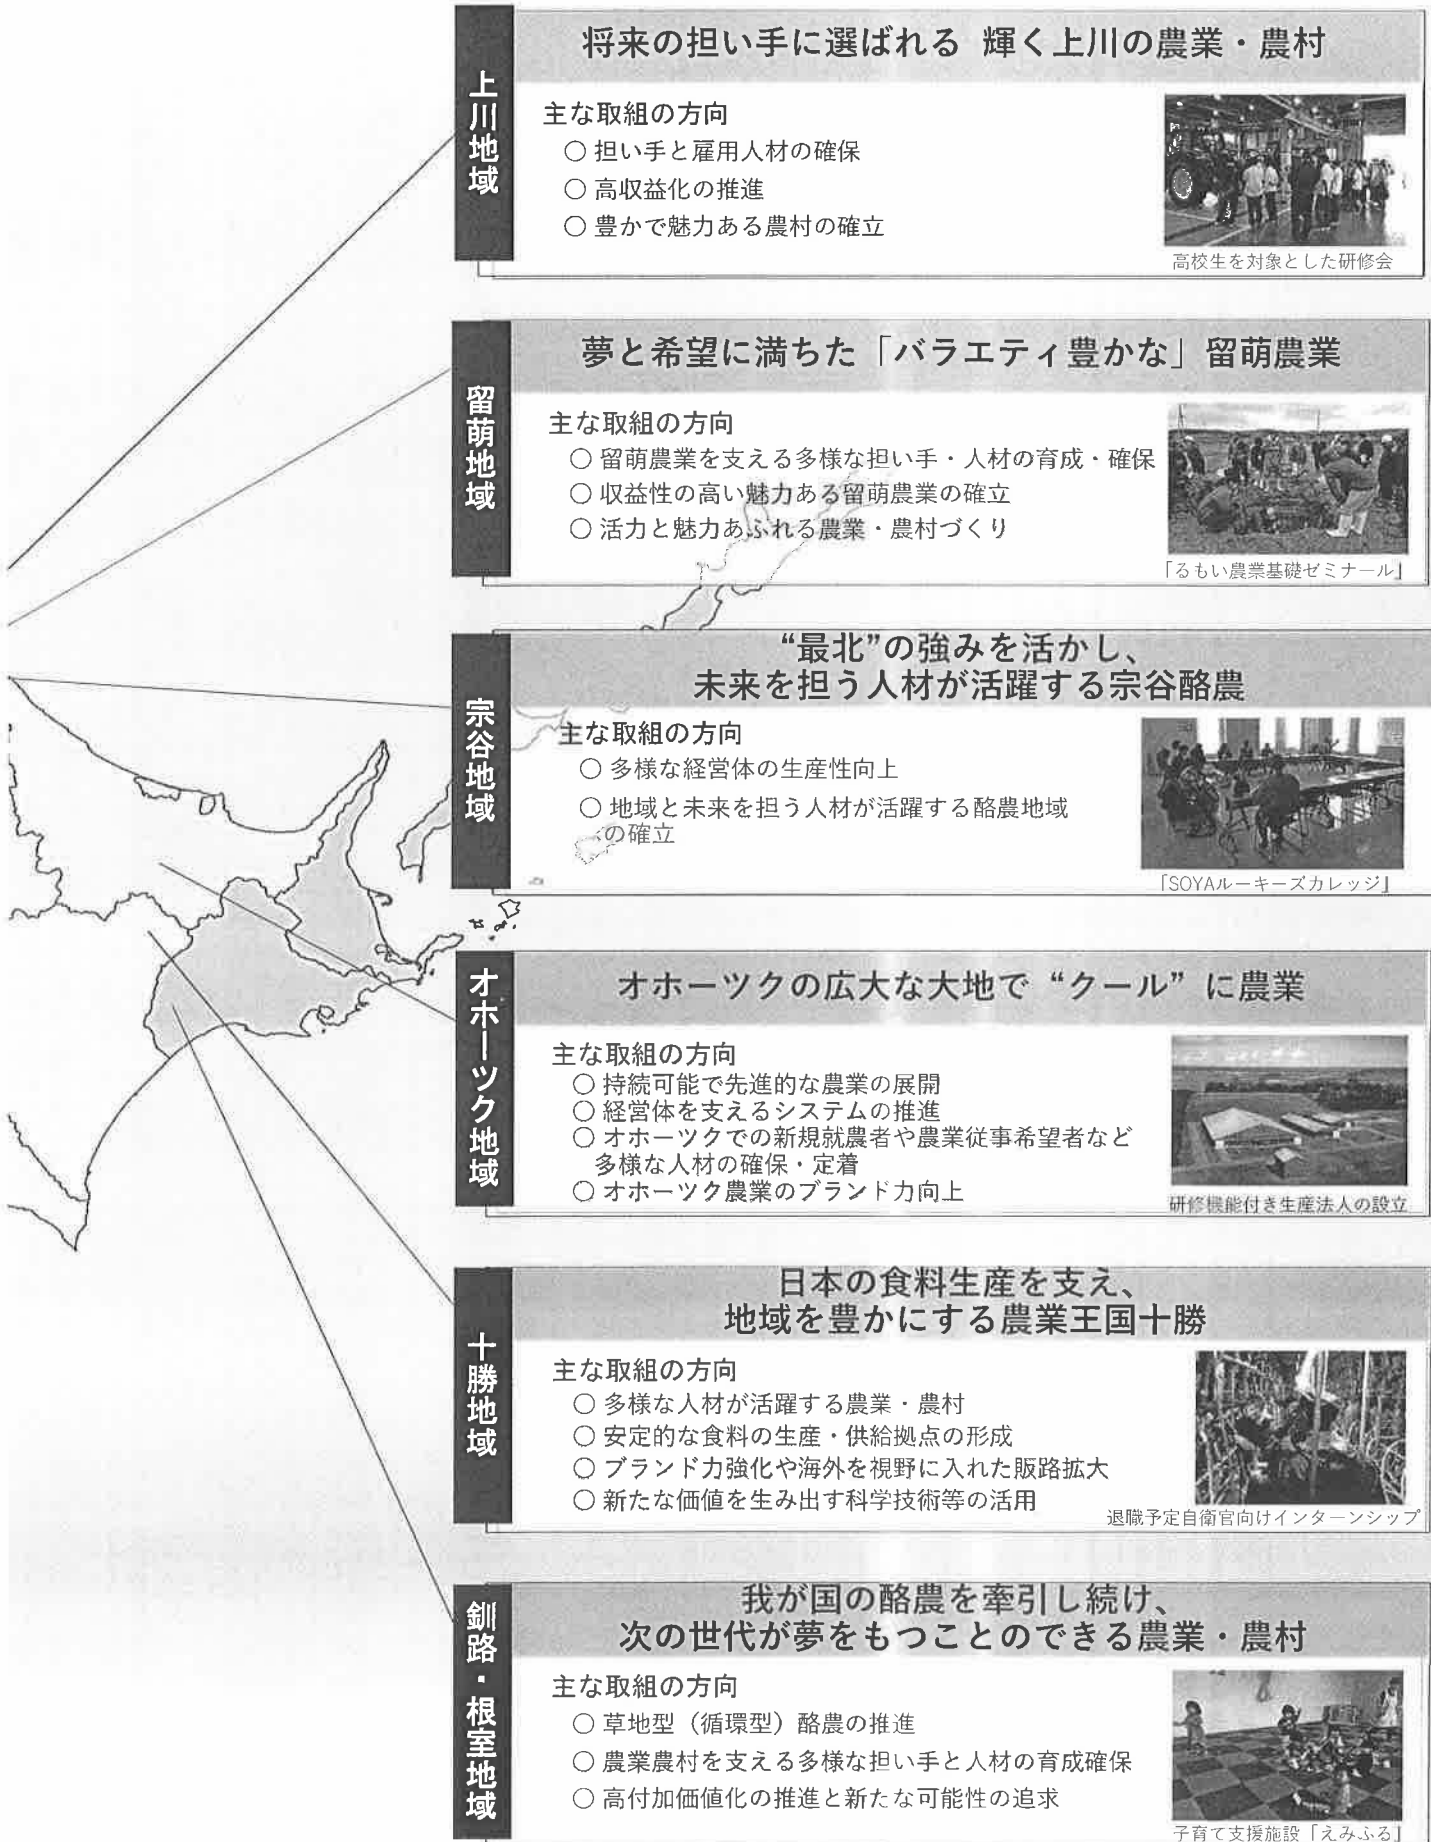 上川地域
将来の担い手に選ばれる 輝く上川の農業・農村
主な取組の方向
○ 担い手と雇用人材の確保
○ 高収益化の推進
○ 豊かで魅力ある農村の確立
高校生を対象とした研修会
留萌地域
夢と希望に満ちた「バラエティ豊かな」留萌農業
主な取組の方向
○ 留萌農業を支える多様な担い手・人材の育成・確保
○ 収益性の高い魅力ある留萌農業の確立
○ 活力と魅力あふれる農業・農村づくり
「るもい農業基礎ゼミナール」
宗谷地域
“最北”の強みを活かし、
未来を担う人材が活躍する宗谷酪農
主な取組の方向
○ 多様な経営体の生産性向上
○ 地域と未来を担う人材が活躍する酪農地域
の確立
「SOYAルーキーズカレッジ」
オホーツク地域
オホーツクの広大な大地で “クール” に農業
主な取組の方向
○ 持続可能で先進的な農業の展開
○ 経営体を支えるシステムの推進
○ オホーツクでの新規就農者や農業従事希望者など
多様な人材の確保・定着
○ オホーツク農業のブランド力向上
研修機能付き生産法人の設立
十勝地域
日本の食料生産を支え、
地域を豊かにする農業王国十勝
主な取組の方向
○ 多様な人材が活躍する農業・農村
○ 安定的な食料の生産・供給拠点の形成
○ ブランド力強化や海外を視野に入れた販路拡大
○ 新たな価値を生み出す科学技術等の活用
退職予定自衛官向けインターンシップ
釧路・根室地域
我が国の酪農を牽引し続け、
次の世代が夢をもつことのできる農業・農村
主な取組の方向
○ 草地型（循環型）酪農の推進
○ 農業農村を支える多様な担い手と人材の育成確保
○ 高付加価値化の推進と新たな可能性の追求
子育て支援施設「えみふる」